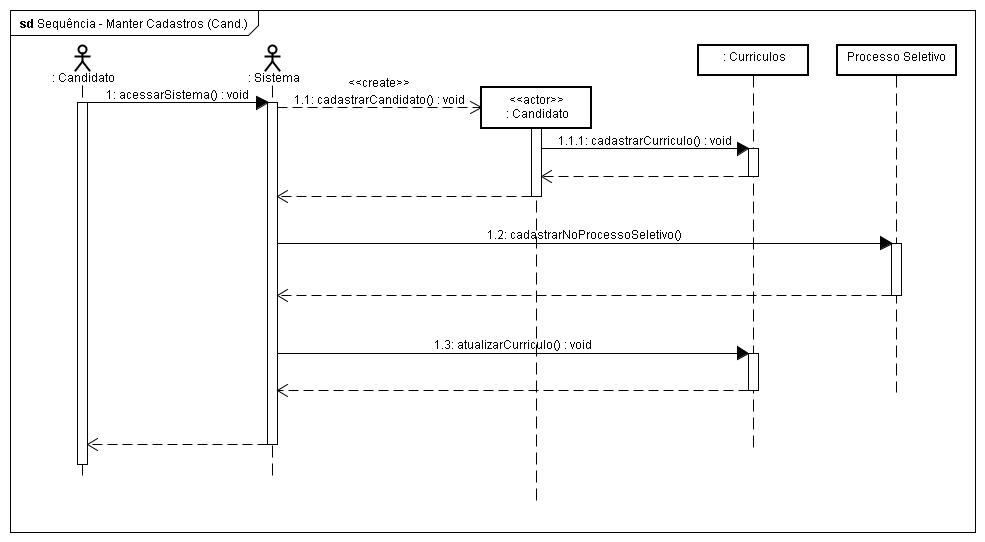 sd Sequência - Manter Cadastros (Cand.)
: Candidato
: Sistema
: Curriculos
Processo Seletivo
<<create>>
1: acessarSistema() : void
1.1: cadastrarCandidato() : void
<<actor>>
: Candidato
1.1.1: cadastrarCurriculo() : void
1.2: cadastrarNoProcessoSeletivo()
1.3: atualizarCurriculo() : void